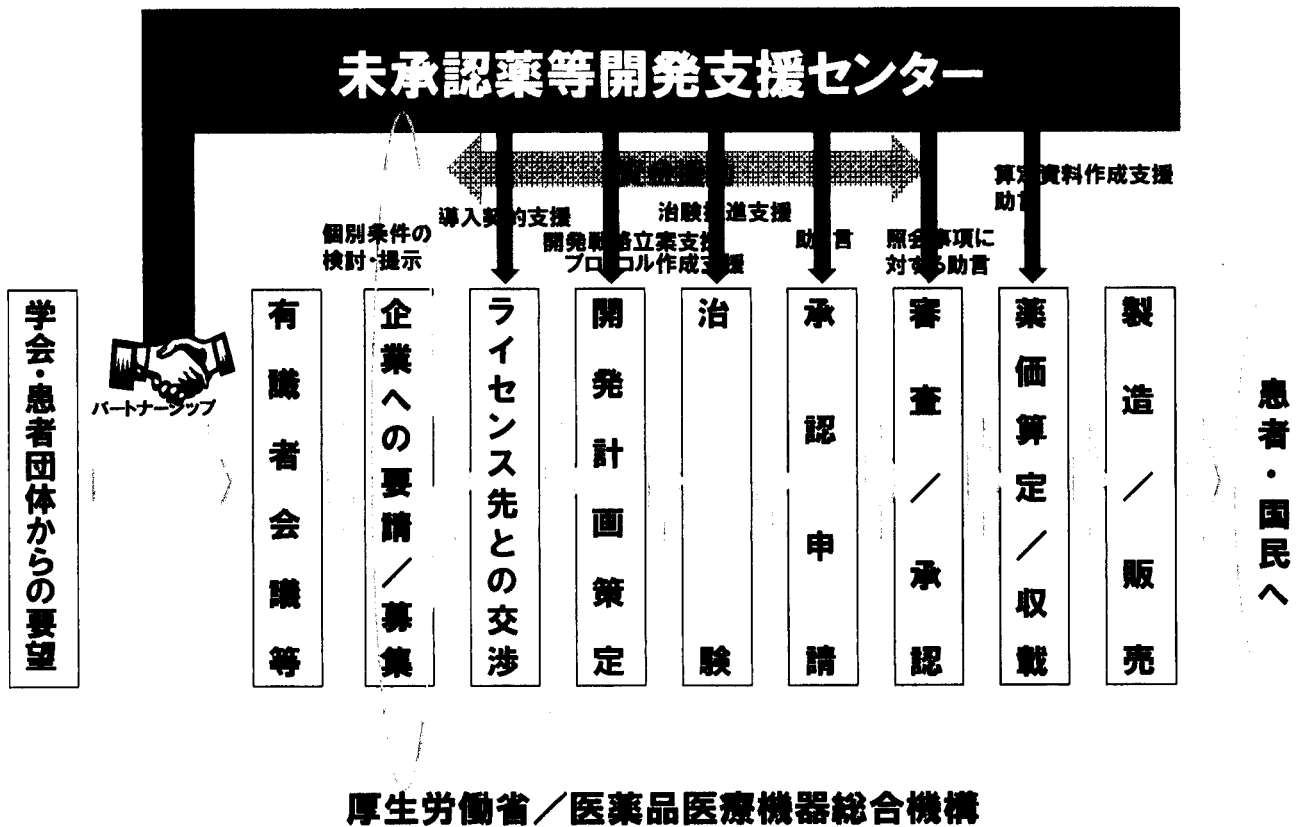 未承認薬等開発支援センター
算定資料作成支援
助言
導入契約支援
治験推進支援
個別条件の
検討・提示
開発戦略立案支援
プロトコル作成支援
助言
照会事項に
対する助言
学会・患者団体からの要望
パートナーシップ
有識者会議等
企業への要請/募集
ライセンス先との交渉
開発計画策定
治験
承認申請
審査/承認
薬価算定/収載
製造/販売
患者・国民へ
厚生労働省/医薬品医療機器総合機構